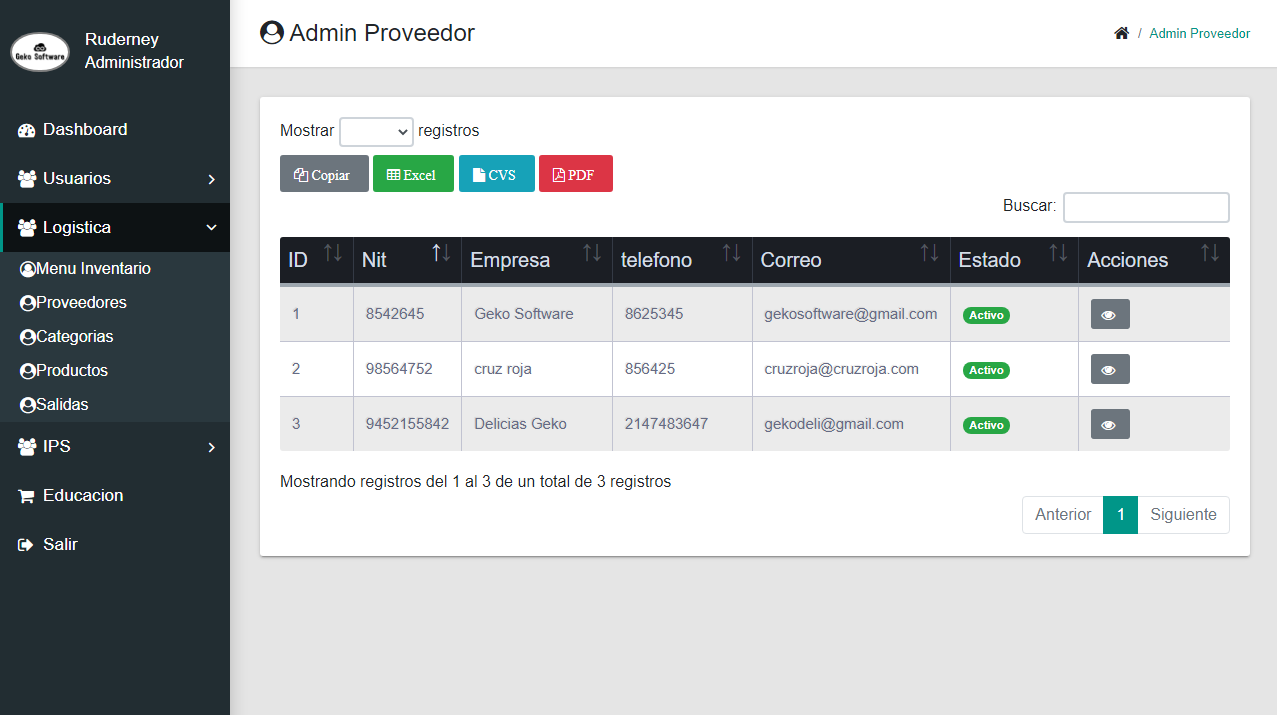 Geko Software
Ruderney
Administrador
Dashboard
Usuarios
Logistica
Menu Inventario
Proveedores
Categorias
Productos
Salidas
IPS
Educacion
Salir
Admin Proveedor
/ Admin Proveedor
Mostrar registros
Copiar Excel CVS PDF
Buscar:
ID Nit Empresa telefono Correo Estado Acciones
1 8542645 Geko Software 8625345 gekosoftware@gmail.com Activo
2 98564752 cruz roja 856425 cruzroja@cruzroja.com Activo
3 9452155842 Delicias Geko 2147483647 gekodeli@gmail.com Activo
Mostrando registros del 1 al 3 de un total de 3 registros
Anterior 1 Siguiente